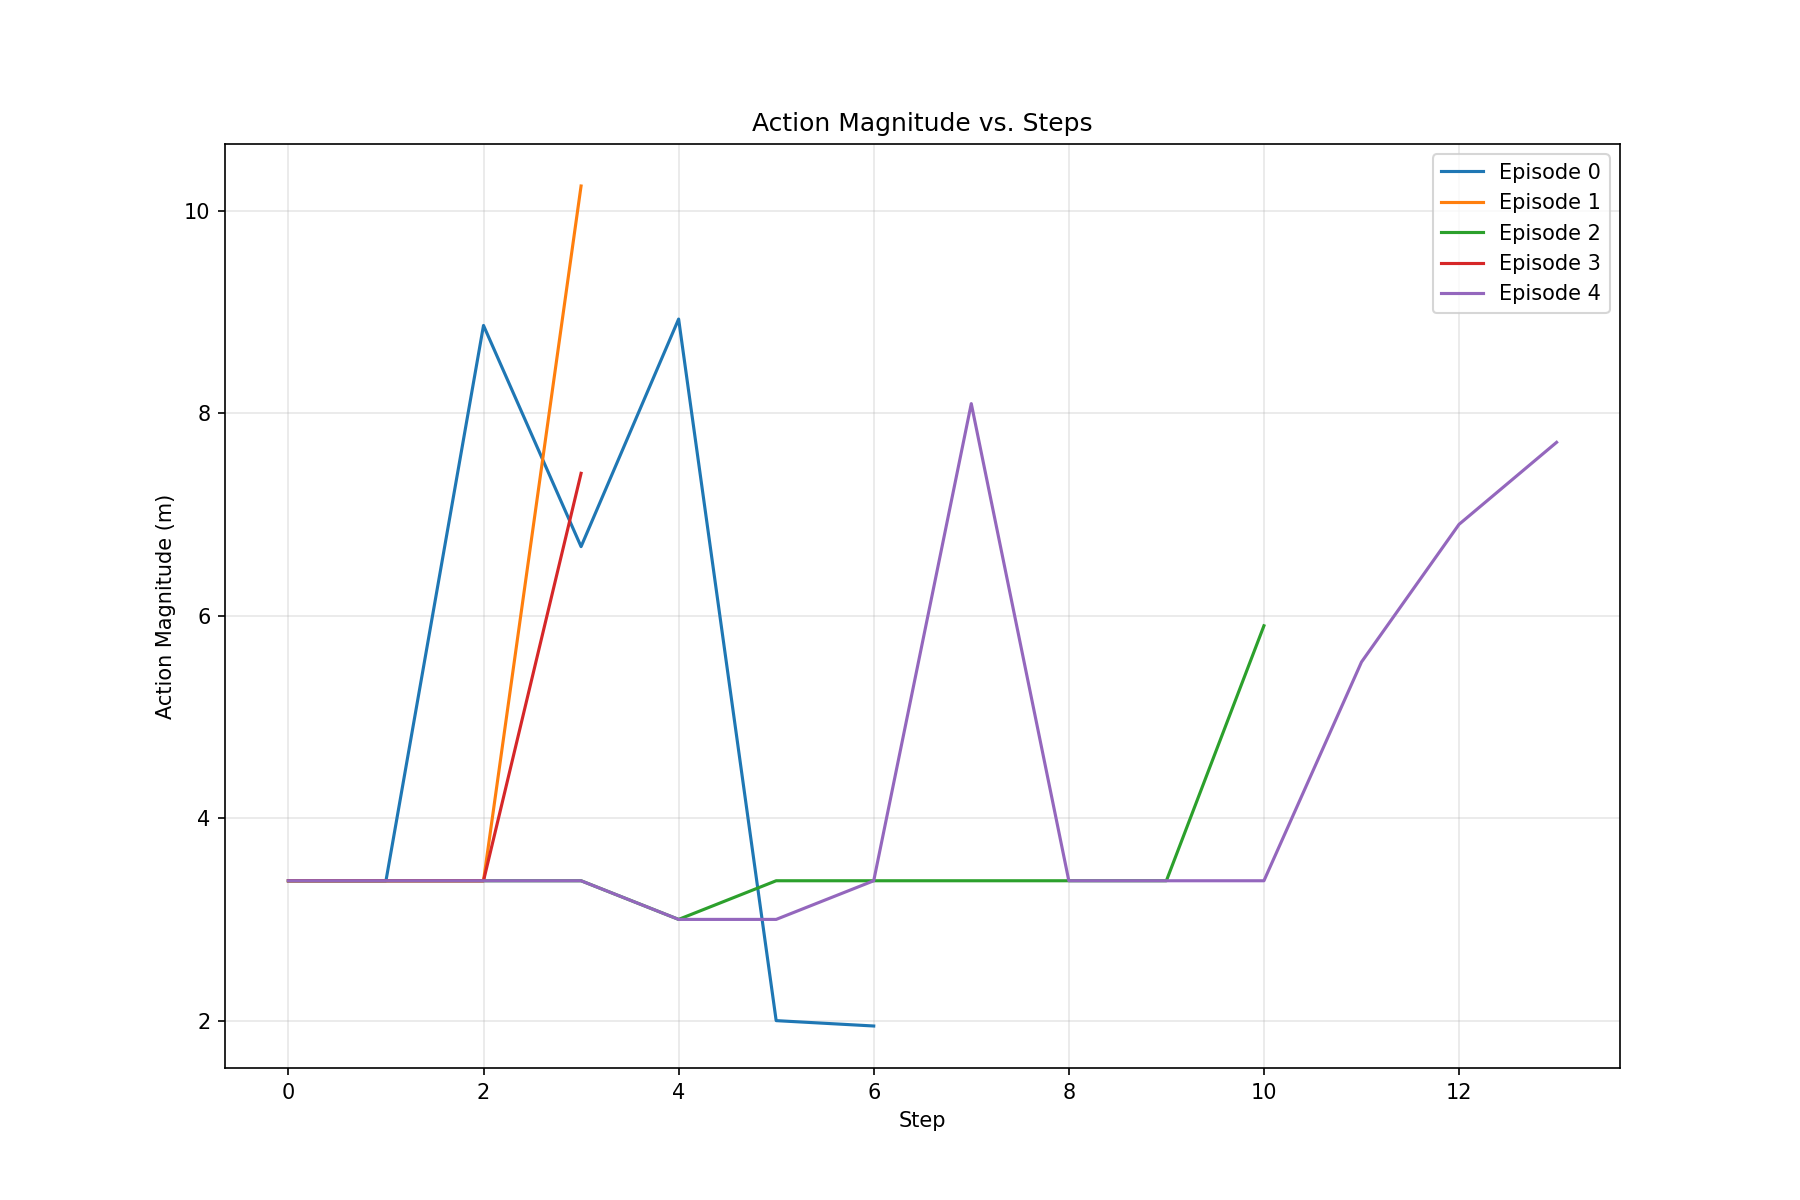 Action Magnitude vs. Steps
Episode 0
Episode 1
Episode 2
Episode 3
Episode 4
10
8
6
4
2
Action Magnitude (m)
0 2 4 6 8 10 12
Step